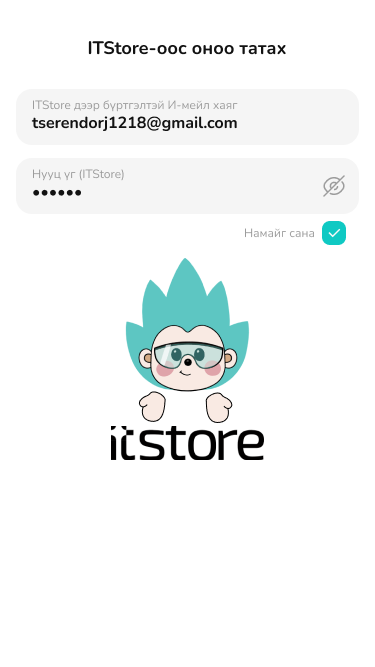 ITStore-оос оноо татах
ITStore дээр бүртгэлтэй И-мейл хаяг
tserendorj1218@gmail.com
Нууц үг (ITStore)
••••••
Намайг сана
itstore